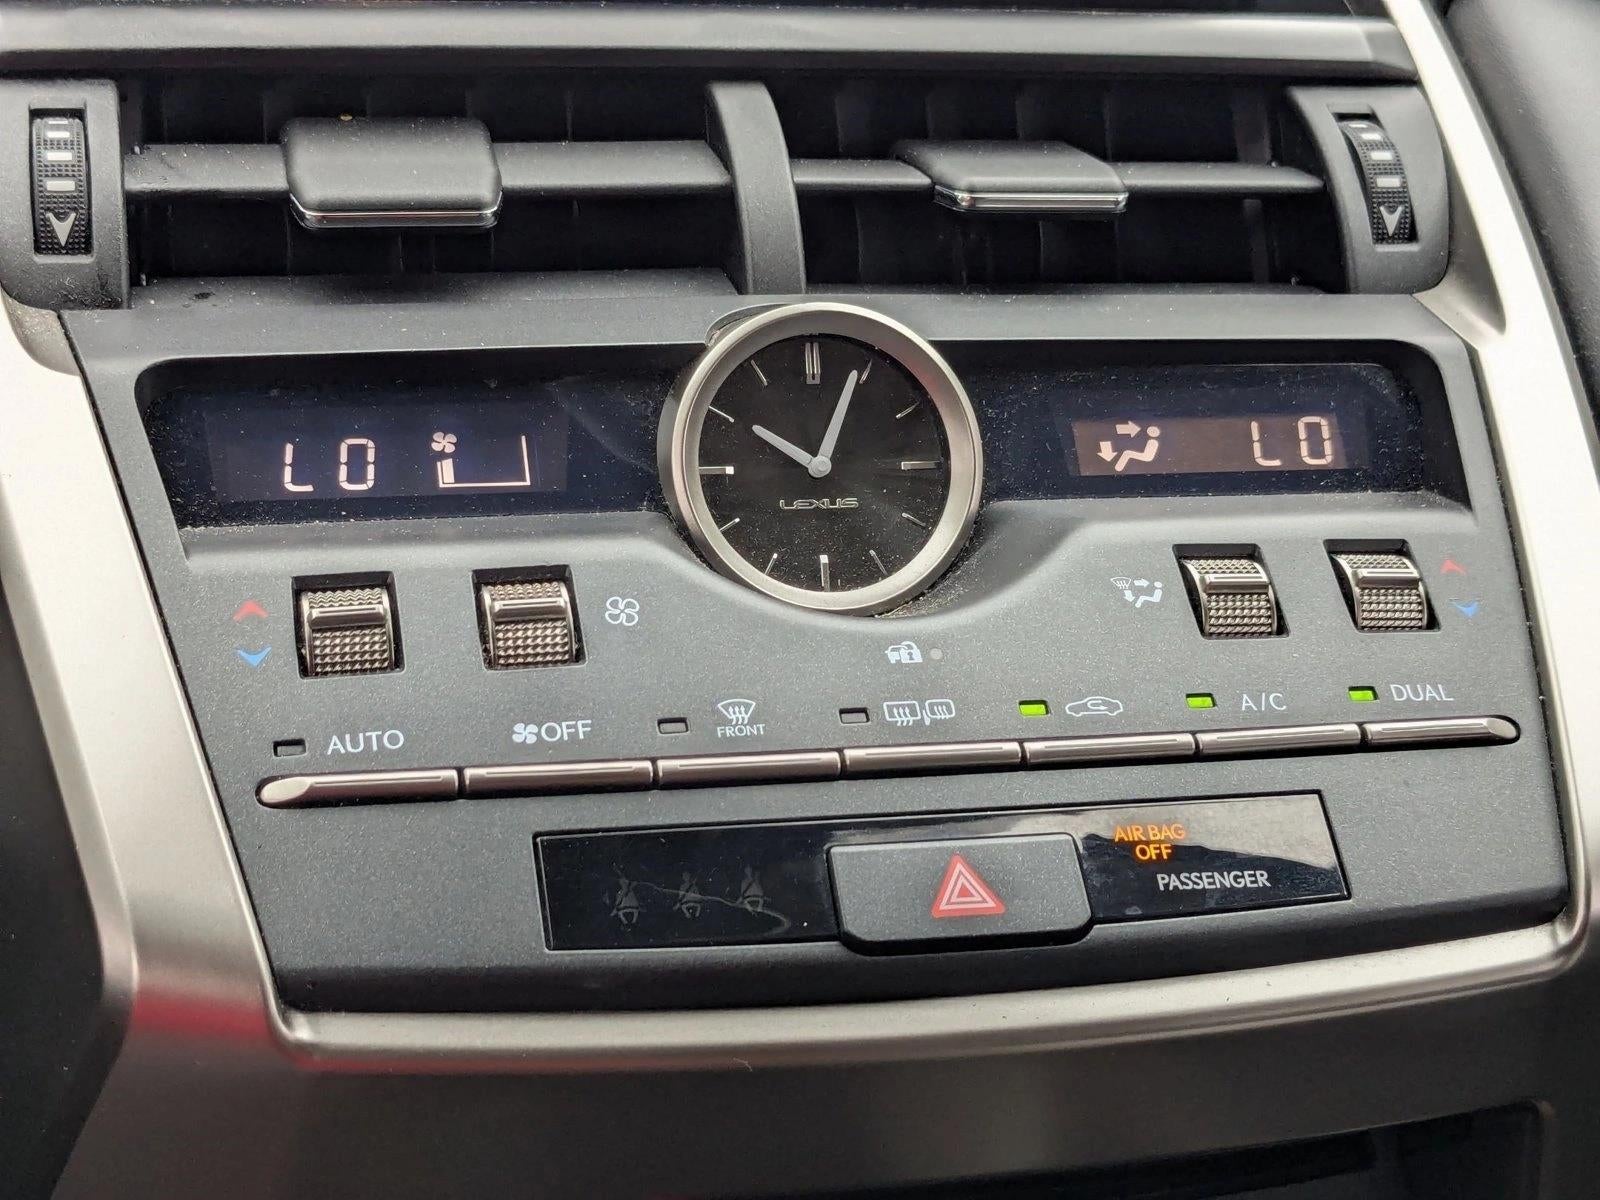 LO
LO
LEXUS
AUTO
OFF
FRONT
A/C
DUAL
AIR BAG
OFF
PASSENGER